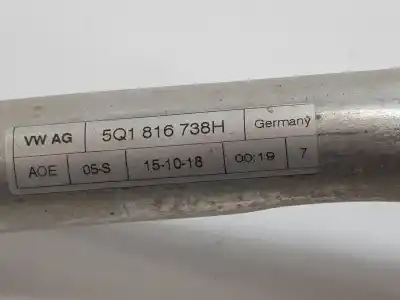 VW AG 5Q1 816 738H Germany
AOE 05-S 15-10-18 00:19 7